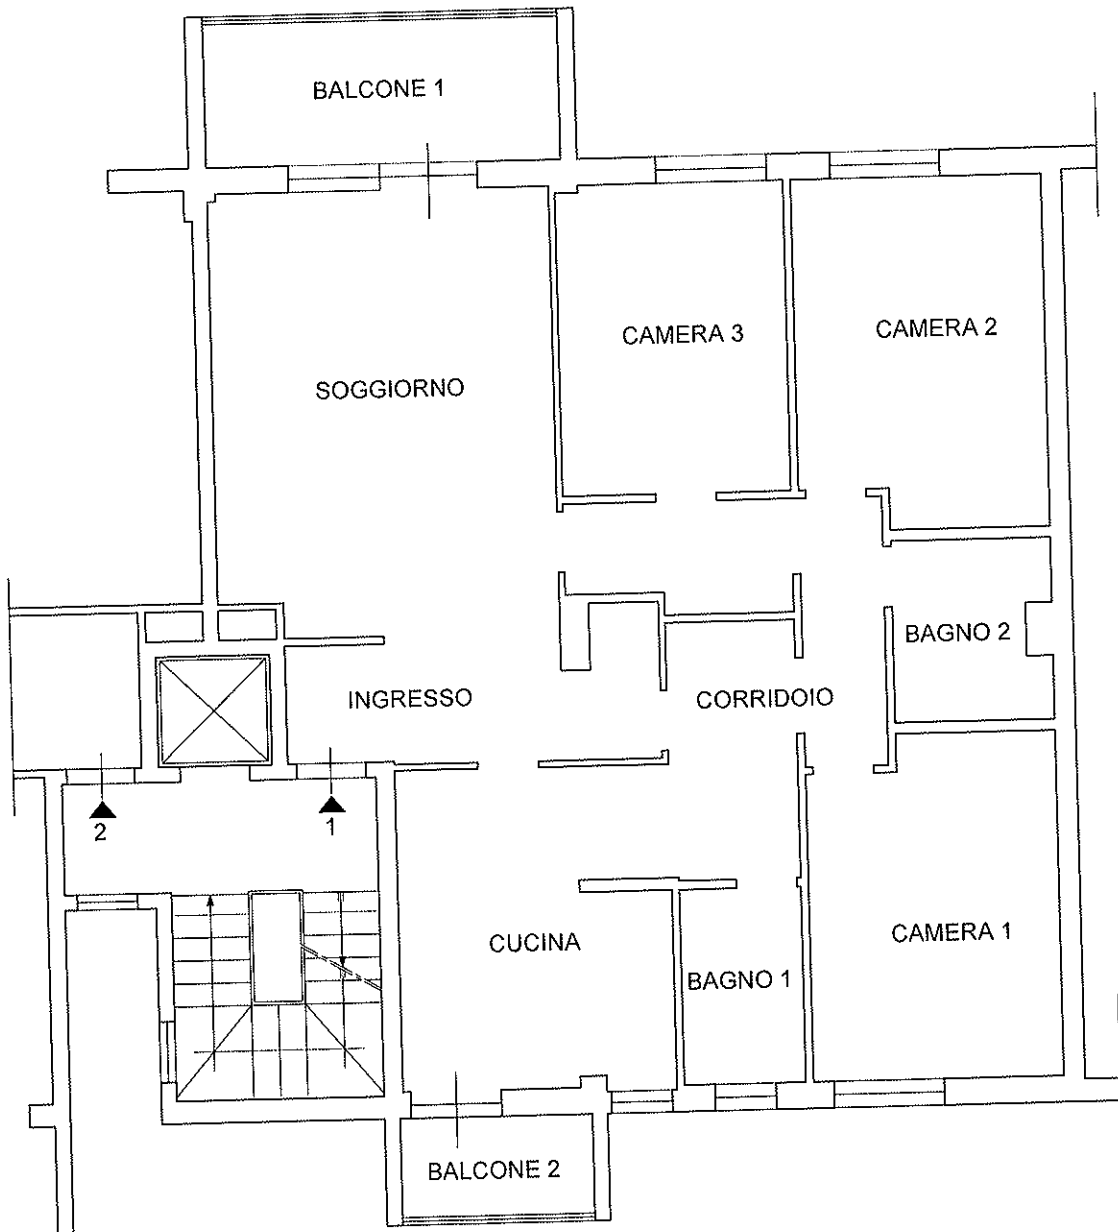 BALCONE 1
CAMERA 3
CAMERA 2
SOGGIORNO
BAGNO 2
INGRESSO
CORRIDOIO
2
1
CUCINA
CAMERA 1
BAGNO 1
BALCONE 2